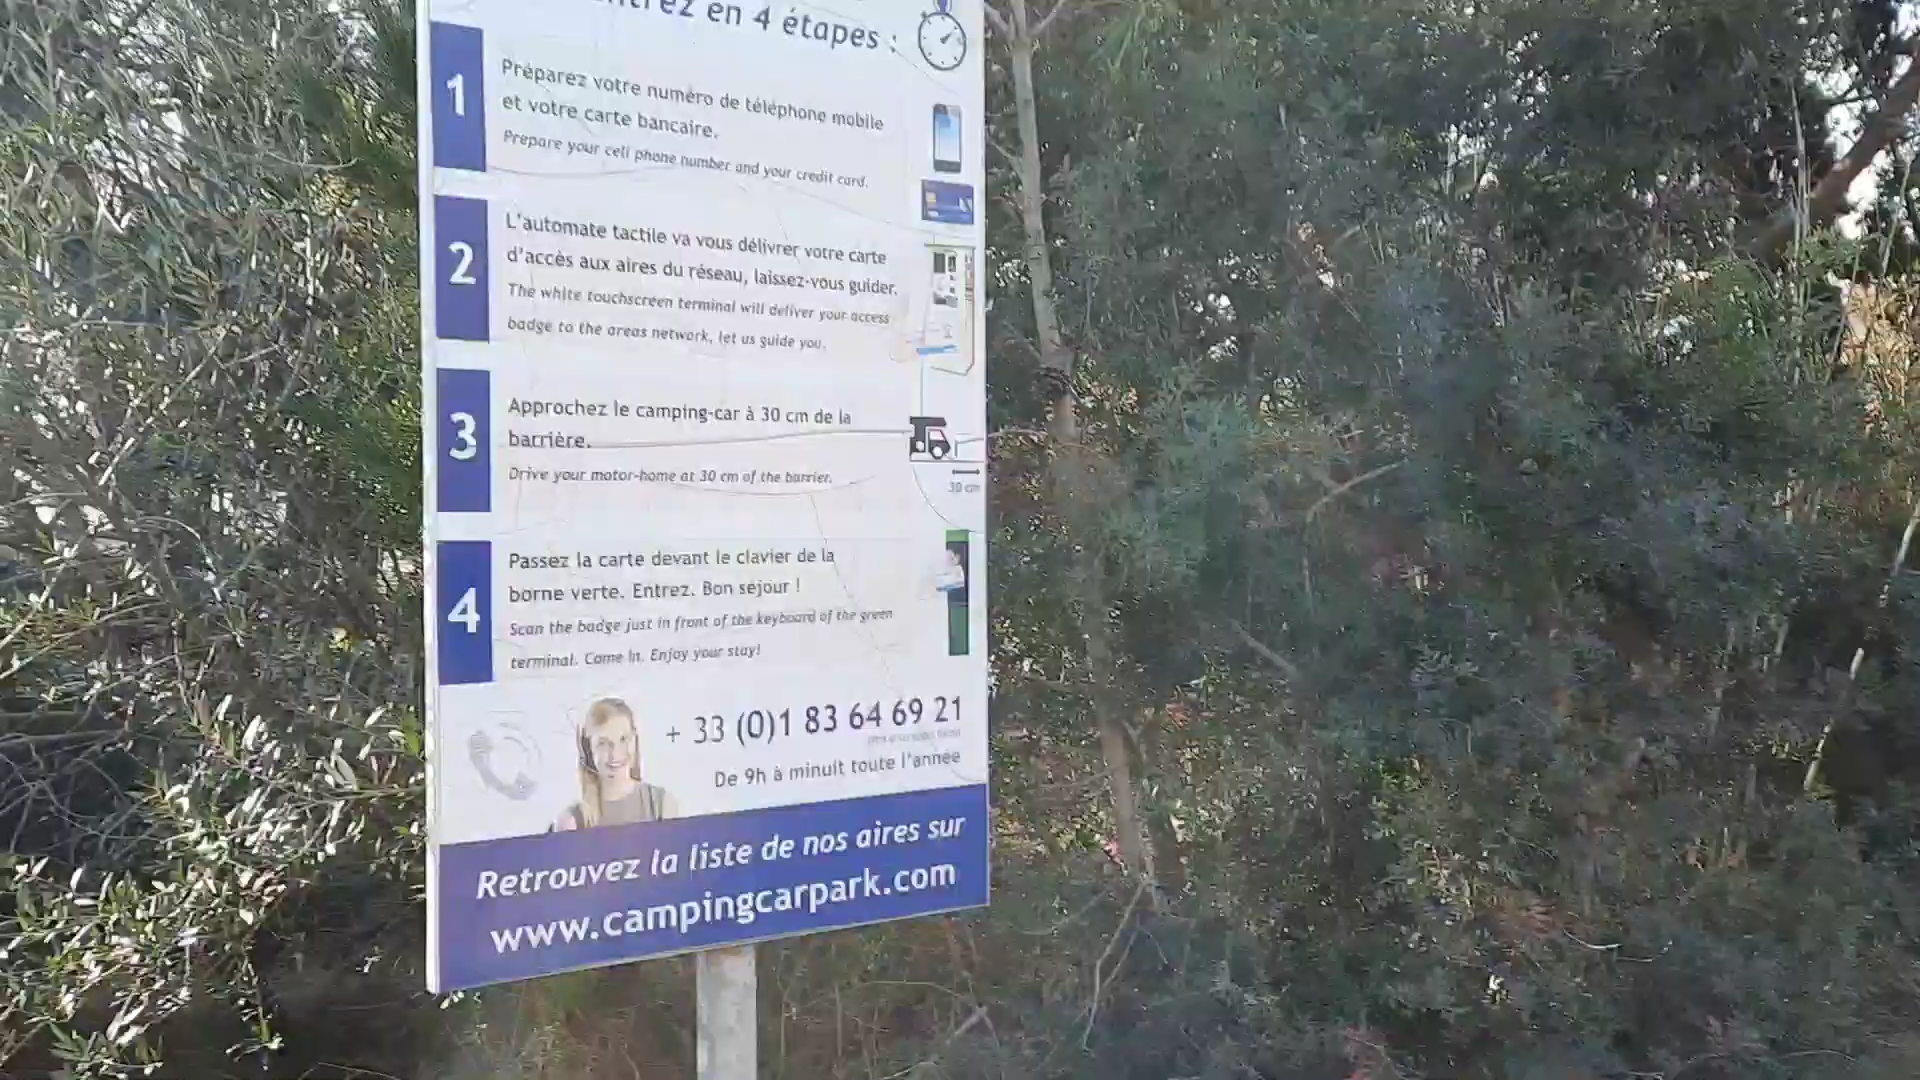 en 4 étapes :
1
Préparez votre numéro de téléphone mobile
et votre carte bancaire.
Prepare your cell phone number and your credit card.
2
L'automate tactile va vous délivrer votre carte
d'accès aux aires du réseau, laissez-vous guider.
The white touchscreen terminal will deliver your access
badge to the areas network, let us guide you.
3
Approchez le camping-car à 30 cm de la
barrière.
Drive your motor-home at 30 cm of the barrier.
30 cm
4
Passez la carte devant le clavier de la
borne verte. Entrez. Bon séjour !
Scan the badge just in front of the keyboard of the green
terminal. Come In. Enjoy your stay!
+ 33 (0)1 83 64 69 21
De 9h à minuit toute l'année
Retrouvez la liste de nos aires sur
www.campingcarpark.com